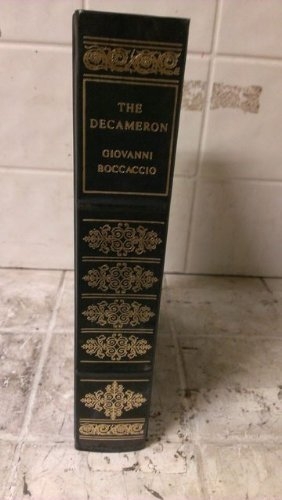 THE
DECAMERON
GIOVANNI
BOCCACCIO